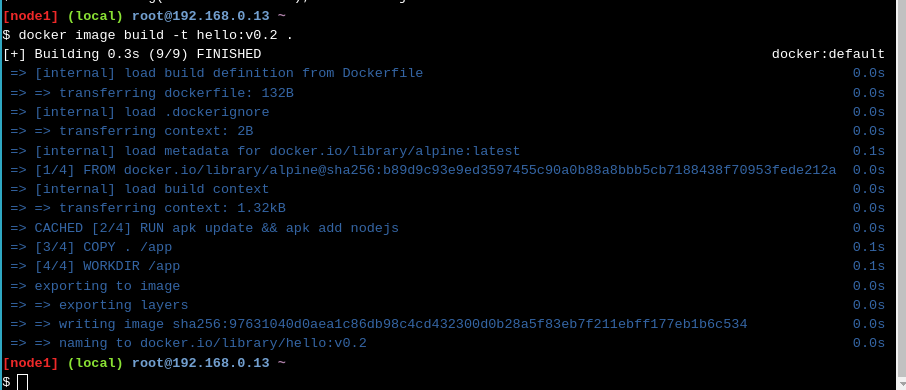 [node1] (local) root@192.168.0.13 ~
$ docker image build -t hello:v0.2 .
[+] Building 0.3s (9/9) FINISHED docker:default
=> [internal] load build definition from Dockerfile 0.0s
=> => transferring dockerfile: 132B 0.0s
=> [internal] load .dockerignore 0.0s
=> => transferring context: 2B 0.0s
=> [internal] load metadata for docker.io/library/alpine:latest 0.1s
=> [1/4] FROM docker.io/library/alpine@sha256:b89d9c93e9ed3597455c90a0b88a8bbb5cb7188438f70953fede212a 0.0s
=> [internal] load build context 0.0s
=> => transferring context: 1.32kB 0.0s
=> CACHED [2/4] RUN apk update && apk add nodejs 0.0s
=> [3/4] COPY . /app 0.1s
=> [4/4] WORKDIR /app 0.1s
=> exporting to image 0.0s
=> => exporting layers 0.0s
=> => writing image sha256:97631040d0aea1c86db98c4cd432300d0b28a5f83eb7f211ebff177eb1b6c534 0.0s
=> => naming to docker.io/library/hello:v0.2 0.0s
[node1] (local) root@192.168.0.13 ~
$